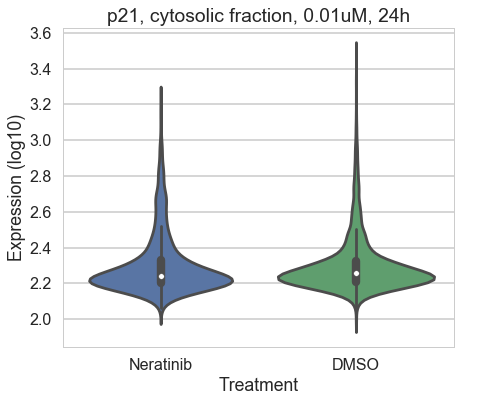 p21, cytosolic fraction, 0.01uM, 24h
3.6
3.4
3.2
3.0
2.8
2.6
2.4
2.2
2.0
Expression (log10)
Neratinib
DMSO
Treatment